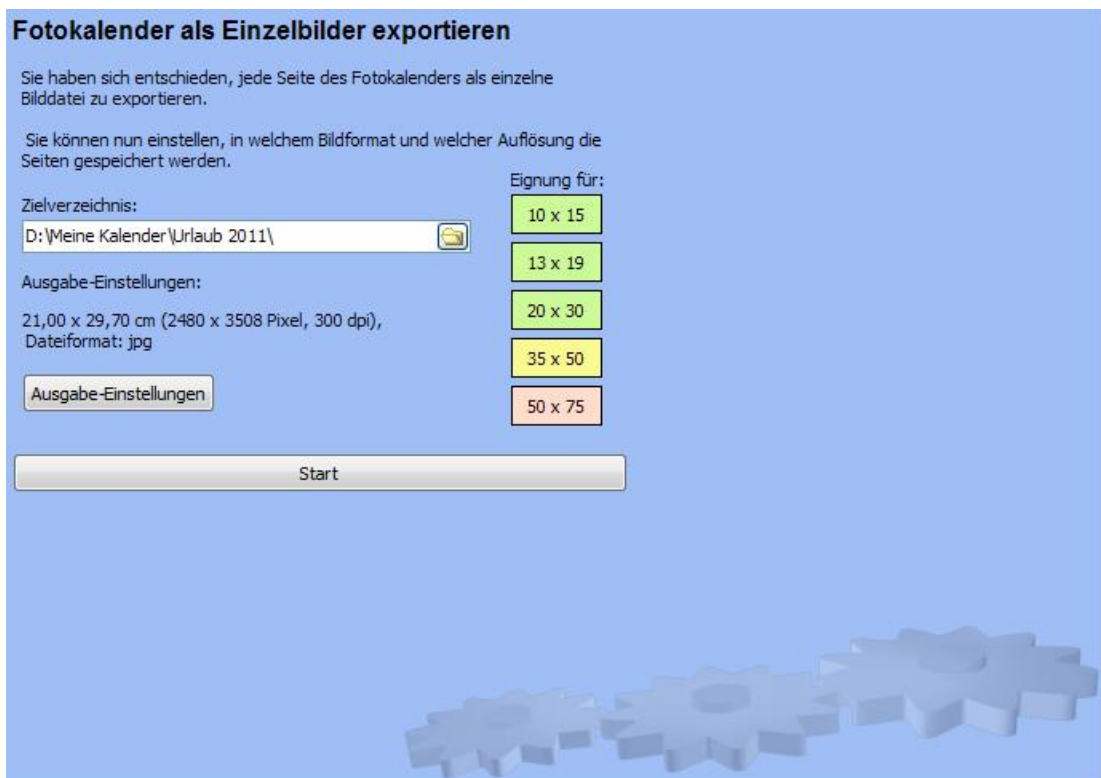 Fotokalender als Einzelbilder exportieren
Sie haben sich entschieden, jede Seite des Fotokalenders als einzelne
Bilddatei zu exportieren.
Sie können nun einstellen, in welchem Bildformat und welcher Auflösung die
Seiten gespeichert werden.
Zielverzeichnis:
D:\Meine Kalender\Urlaub 2011\
Ausgabe-Einstellungen:
21,00 x 29,70 cm (2480 x 3508 Pixel, 300 dpi),
Dateiformat: jpg
Ausgabe-Einstellungen
Eignung für:
10 x 15
13 x 19
20 x 30
35 x 50
50 x 75
Start